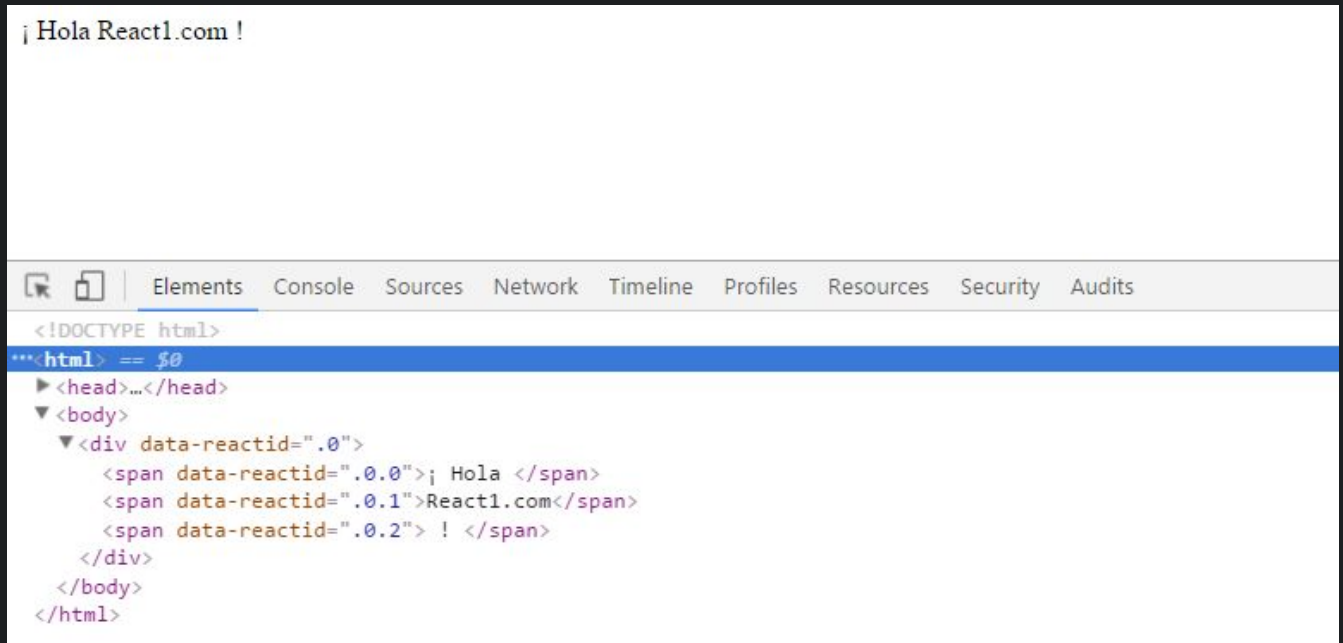 ¡ Hola React1.com !
Elements Console Sources Network Timeline Profiles Resources Security Audits
<!DOCTYPE html>
···<html> == $0
▶<head>…</head>
▼<body>
▼<div data-reactid=".0">
<span data-reactid=".0.0">¡ Hola </span>
<span data-reactid=".0.1">React1.com</span>
<span data-reactid=".0.2"> ! </span>
</div>
</body>
</html>